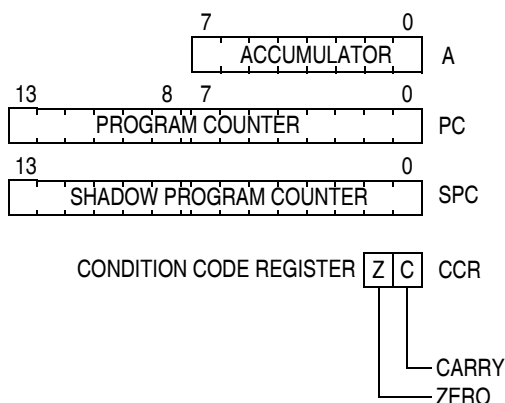 7 0
ACCUMULATOR A
13 8 7 0
PROGRAM COUNTER PC
13 0
SHADOW PROGRAM COUNTER SPC
CONDITION CODE REGISTER Z C CCR
CARRY
ZERO